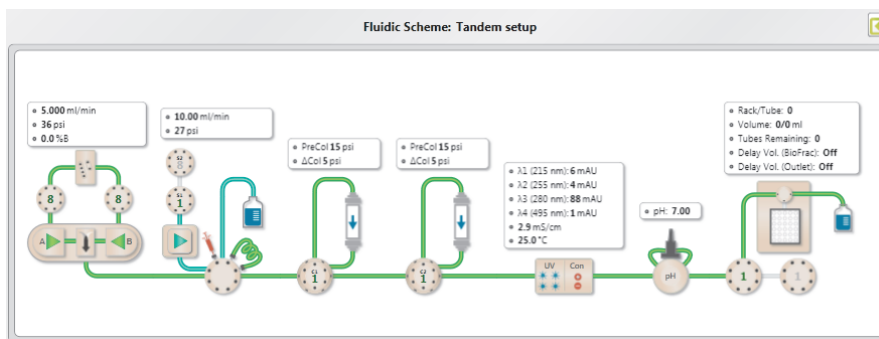 Fluidic Scheme: Tandem setup
5.000 ml/min
36 psi
0.0 %B
10.00 ml/min
27 psi
PreCol 15 psi
ΔCol 5 psi
PreCol 15 psi
ΔCol 5 psi
λ1 (215 nm): 6 mAU
λ2 (255 nm): 4 mAU
λ3 (280 nm): 88 mAU
λ4 (495 nm): 1 mAU
2.9 mS/cm
25.0 °C
pH: 7.00
Rack/Tube: 0
Volume: 0/0 ml
Tubes Remaining: 0
Delay Vol. (BioFrac): Off
Delay Vol. (Outlet): Off
S2
8
8
S1
1
A
B
C1
1
C2
1
UV
Con
pH
1
1